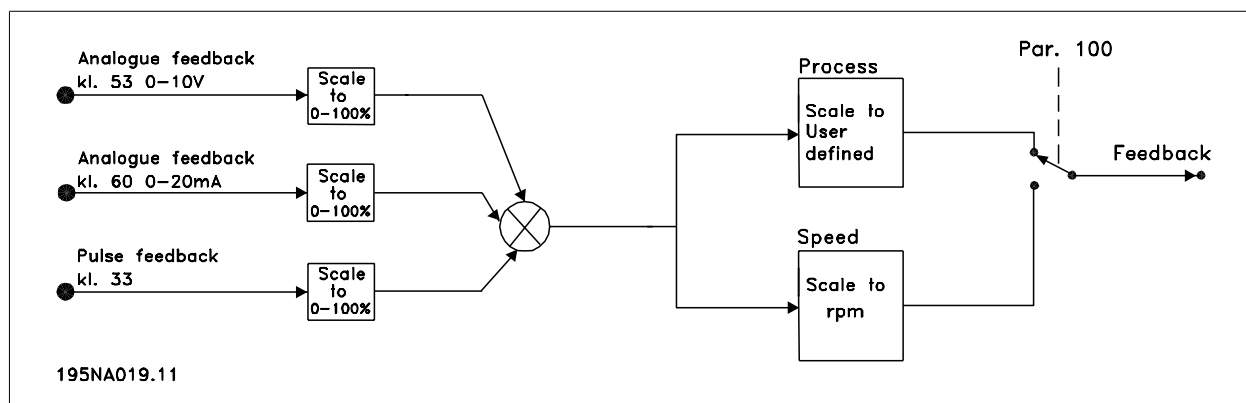 Analogue feedback
kl. 53 0-10V
Scale
to
0-100%
Analogue feedback
kl. 60 0-20mA
Scale
to
0-100%
Pulse feedback
kl. 33
Scale
to
0-100%
Process
Scale to
User
defined
Speed
Scale to
rpm
Par. 100
Feedback
195NA019.11